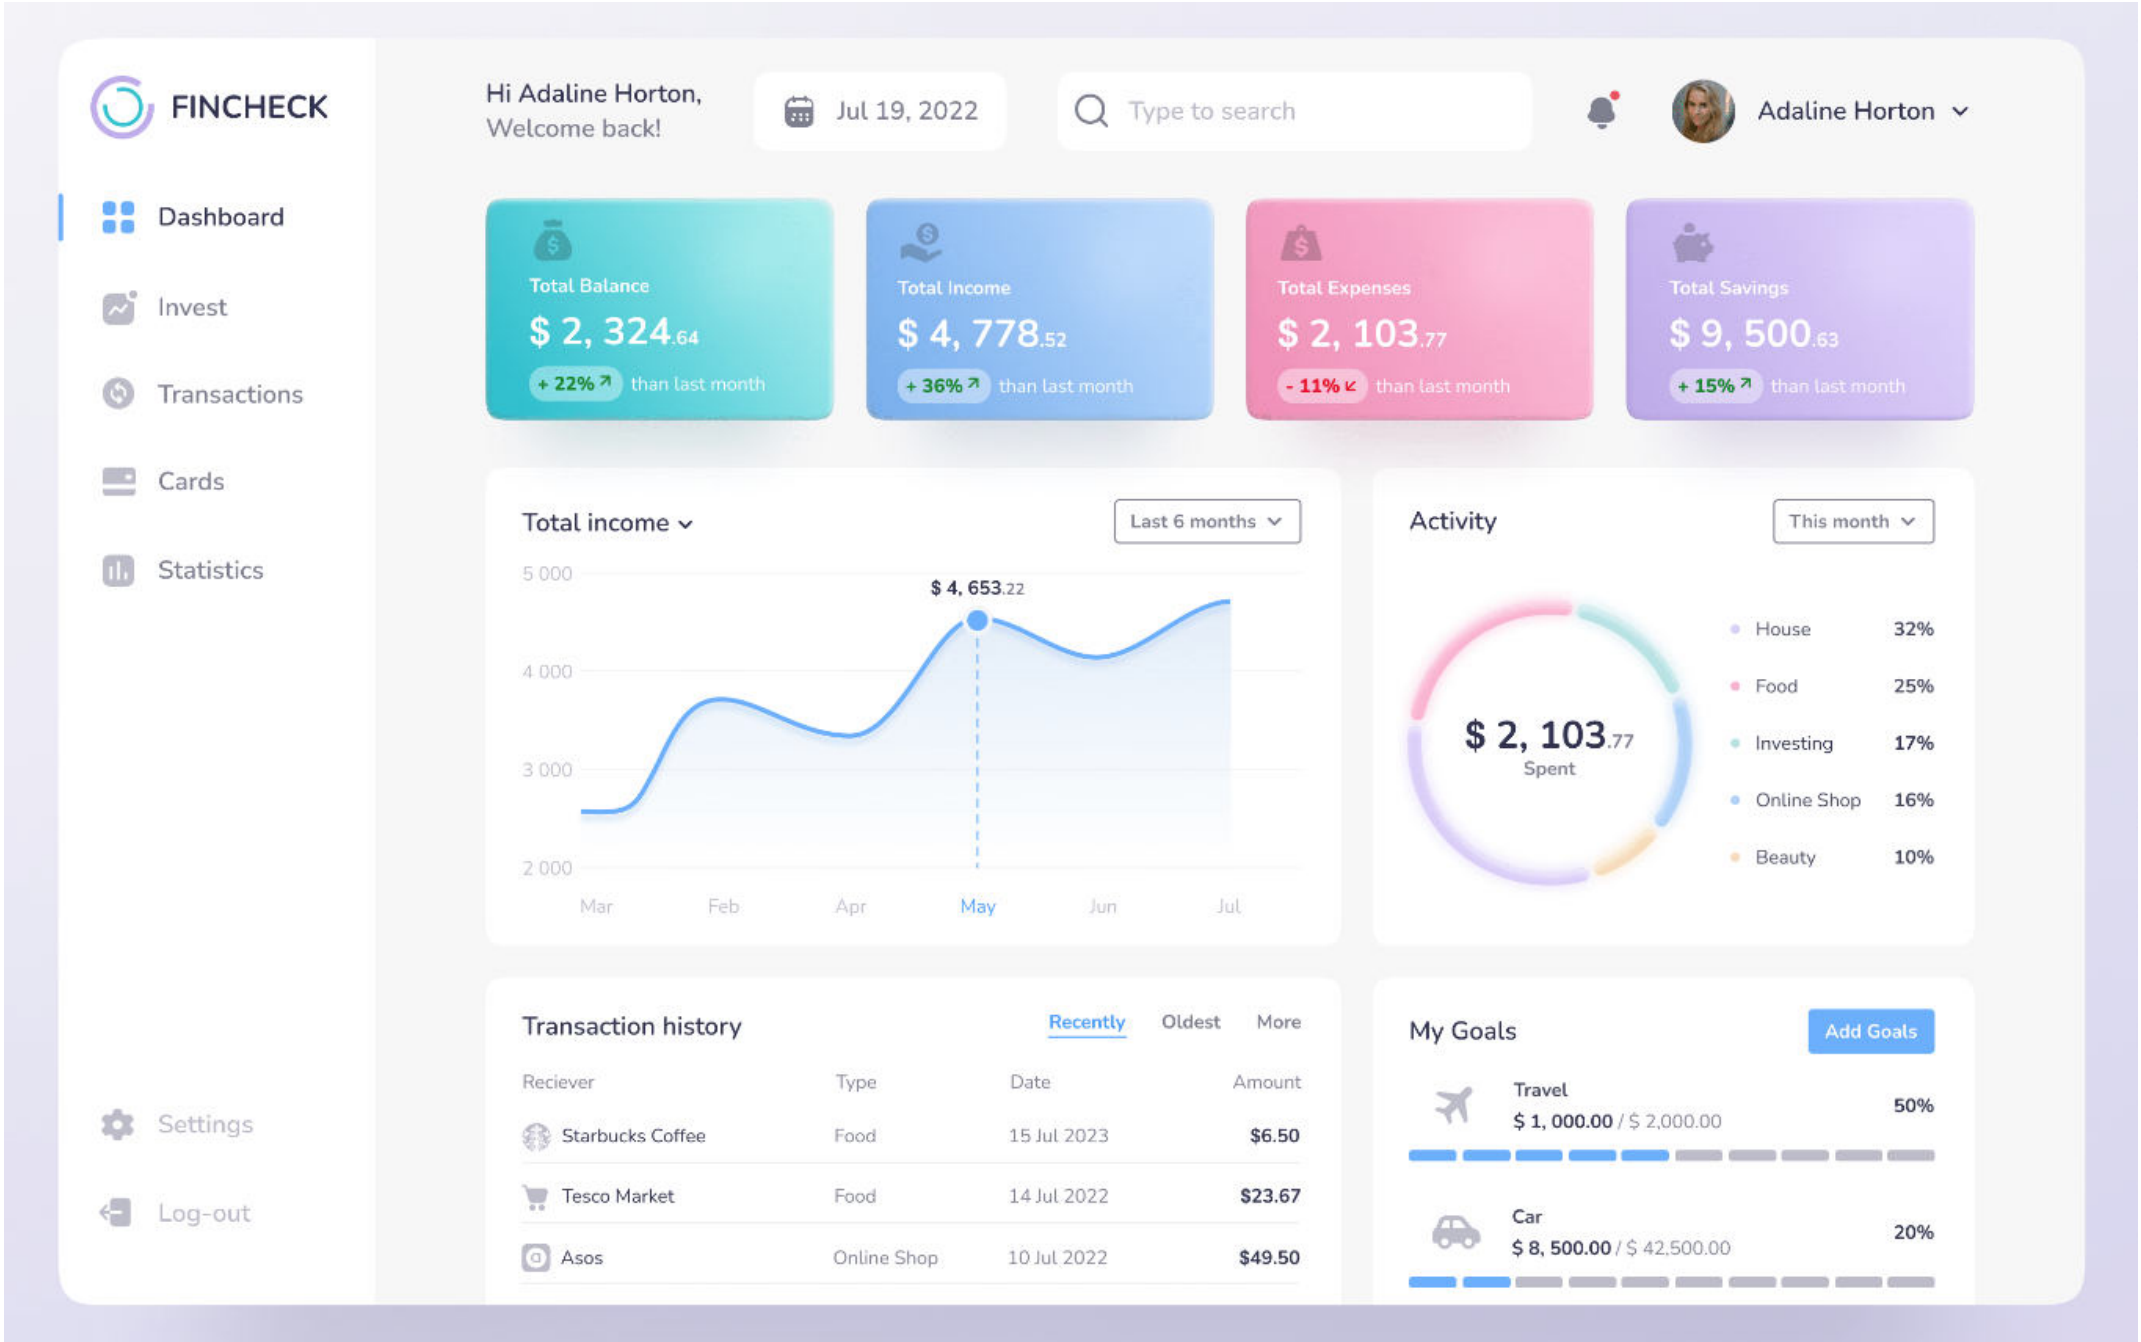 FINCHECK
Hi Adaline Horton,
Welcome back!
Jul 19, 2022
Type to search
Adaline Horton
Dashboard
Invest
Transactions
Cards
Statistics
Settings
Log-out
Total Balance
$ 2, 324.64
+ 22% than last month
Total Income
$ 4, 778.52
+ 36% than last month
Total Expenses
$ 2, 103.77
- 11% than last month
Total Savings
$ 9, 500.63
+ 15% than last month
Total income
Last 6 months
5 000
4 000
3 000
2 000
$ 4, 653.22
Mar Feb Apr May Jun Jul
Activity
This month
$ 2, 103.77
Spent
House 32%
Food 25%
Investing 17%
Online Shop 16%
Beauty 10%
Transaction history
Recently Oldest More
Reciever Type Date Amount
Starbucks Coffee Food 15 Jul 2023 $6.50
Tesco Market Food 14 Jul 2022 $23.67
Asos Online Shop 10 Jul 2022 $49.50
My Goals
Add Goals
Travel
$ 1, 000.00 / $ 2,000.00
50%
Car
$ 8, 500.00 / $ 42,500.00
20%